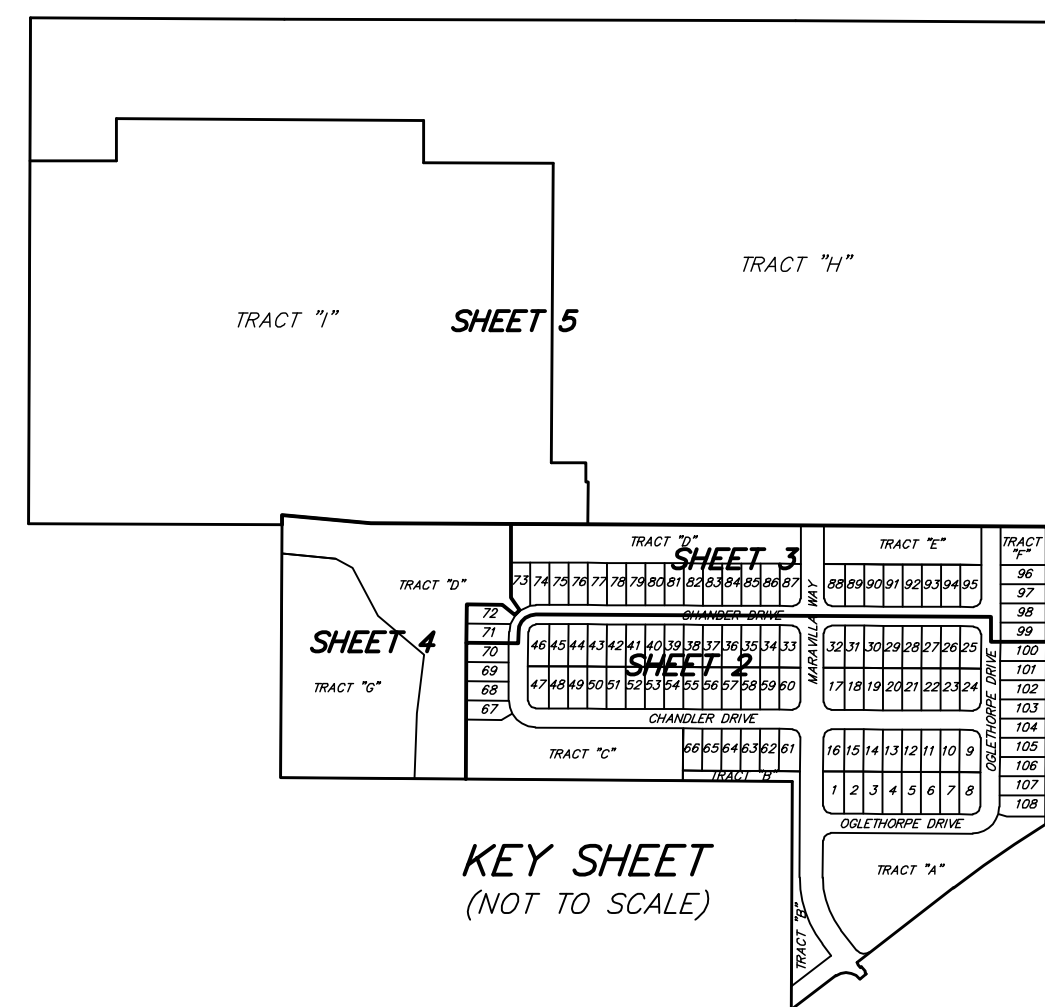 TRACT "H"
TRACT "I"
SHEET 5
TRACT "D"
SHEET 3
TRACT "E"
TRACT
"F"
73 74 75 76 77 78 79 80 81 82 83 84 85 86 87
88 89 90 91 92 93 94 95
96
97
98
99
TRACT "D"
72
71
CHANDER DRIVE
MARAVILLA WAY
SHEET 4
TRACT "G"
70
69
68
67
46 45 44 43 42 41 40 39 38 37 36 35 34 33
32 31 30 29 28 27 26 25
SHEET 2
47 48 49 50 51 52 53 54 55 56 57 58 59 60
17 18 19 20 21 22 23 24
OGLETHORPE DRIVE
100
101
102
103
104
105
106
107
108
CHANDLER DRIVE
TRACT "C"
66 65 64 63 62 61
TRACT "B"
16 15 14 13 12 11 10 9
1 2 3 4 5 6 7 8
OGLETHORPE DRIVE
TRACT "A"
TRACT "B"
KEY SHEET
(NOT TO SCALE)